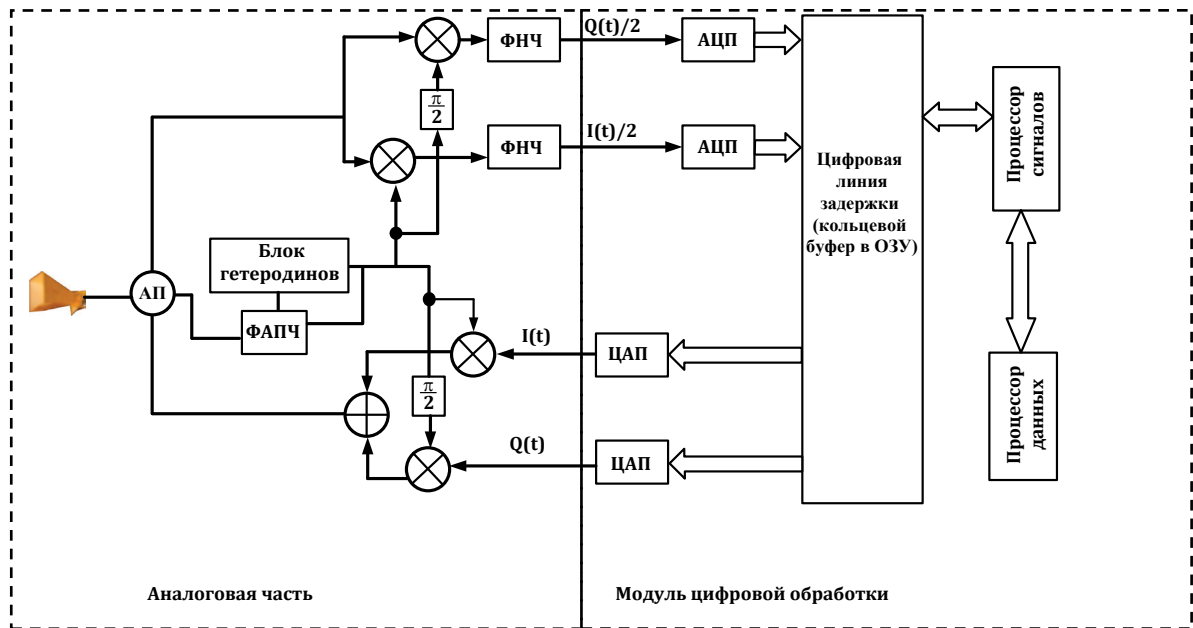 Q(t)/2
ФНЧ
АЦП
π/2
I(t)/2
ФНЧ
АЦП
Цифровая
линия
задержки
(кольцевой
буфер в ОЗУ)
Процессор
сигналов
Блок
гетеродинов
АП
ФАПЧ
I(t)
ЦАП
π/2
Q(t)
ЦАП
Процессор
данных
Аналоговая часть
Модуль цифровой обработки